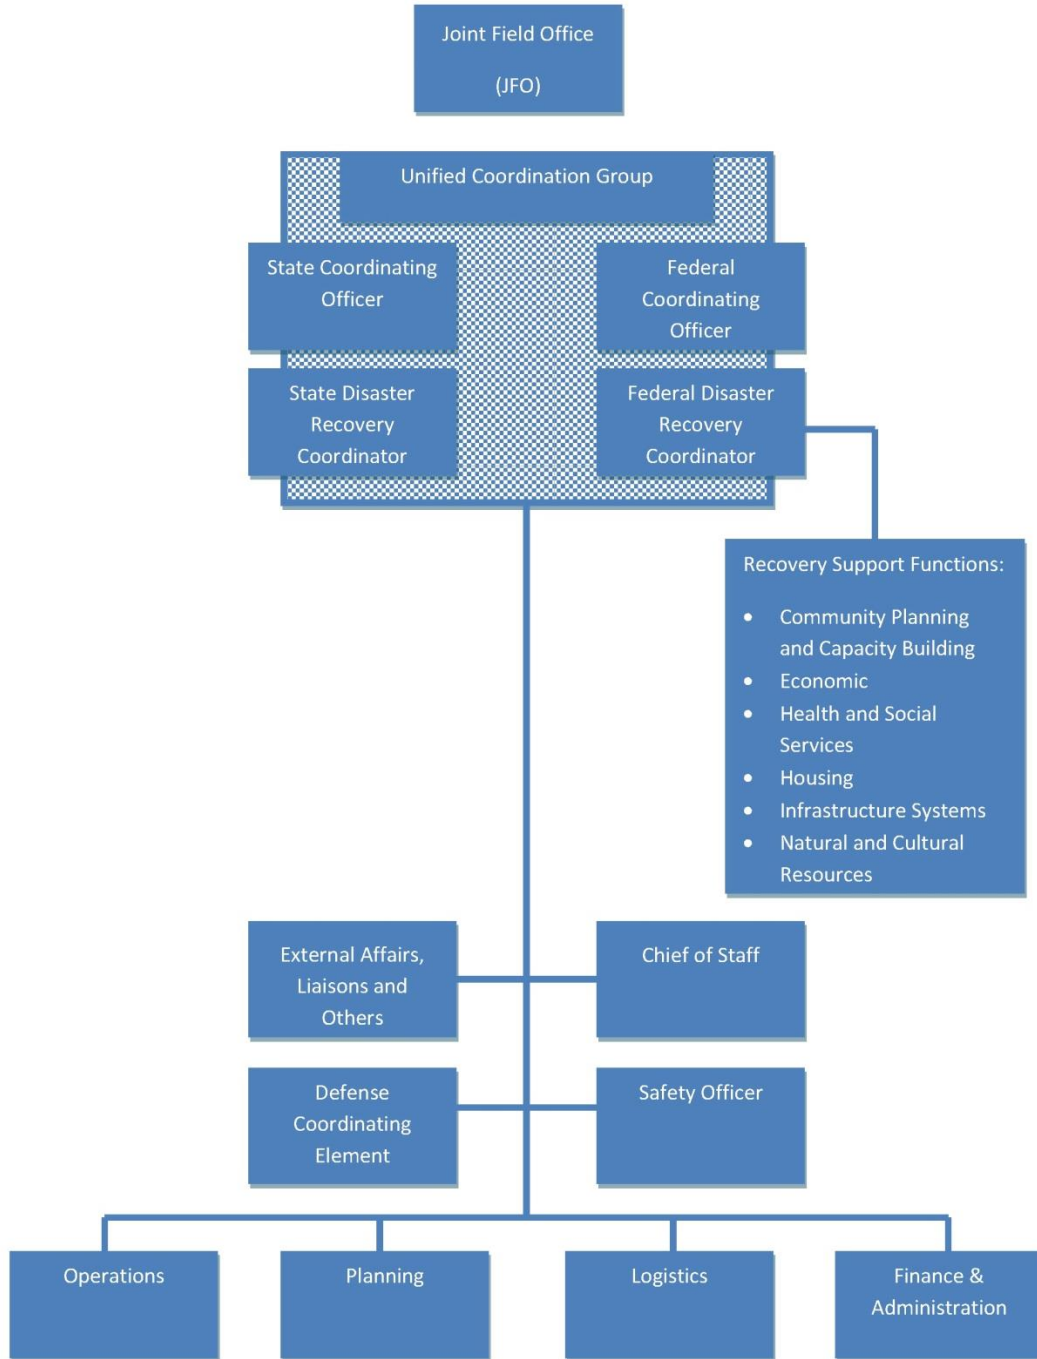 Joint Field Office
(JFO)
Unified Coordination Group
State Coordinating
Officer
Federal
Coordinating
Officer
State Disaster
Recovery
Coordinator
Federal Disaster
Recovery
Coordinator
Recovery Support Functions:
• Community Planning
and Capacity Building
• Economic
• Health and Social
Services
• Housing
• Infrastructure Systems
• Natural and Cultural
Resources
External Affairs,
Liaisons and
Others
Chief of Staff
Defense
Coordinating
Element
Safety Officer
Operations
Planning
Logistics
Finance &
Administration